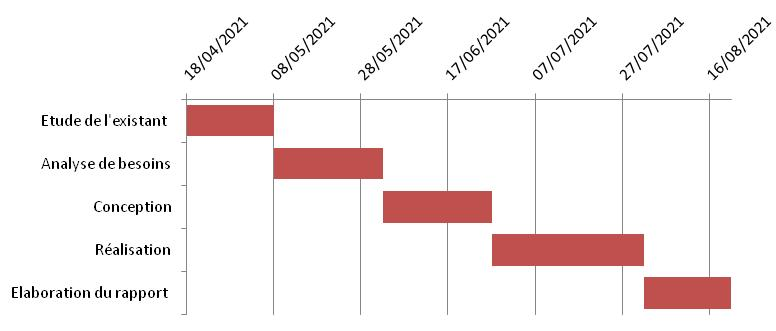 18/04/2021
08/05/2021
28/05/2021
17/06/2021
07/07/2021
27/07/2021
16/08/2021
Etude de l'existant
Analyse de besoins
Conception
Réalisation
Elaboration du rapport